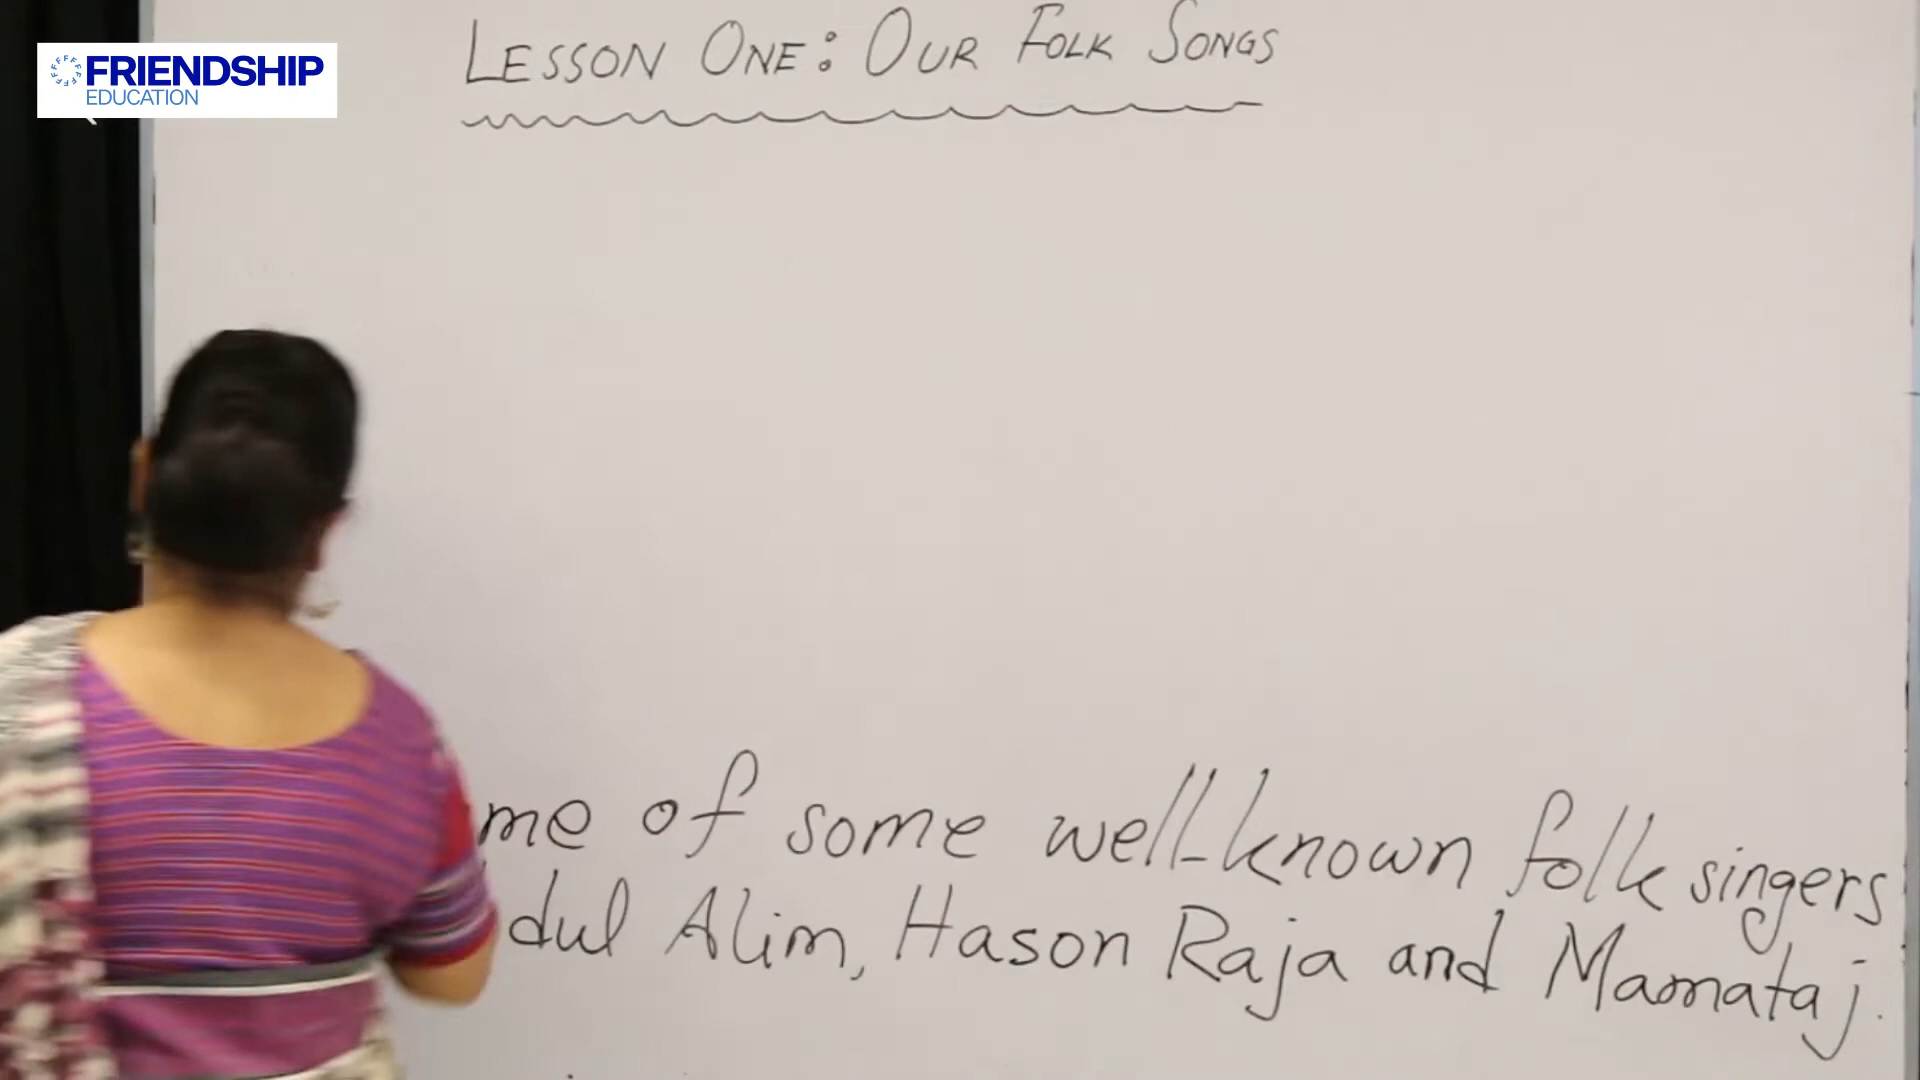 FRIENDSHIP
EDUCATION
LESSON ONE: OUR FOLK SONGS
me of some well-known folk singers
dul Alim, Hason Raja and Mamataj.